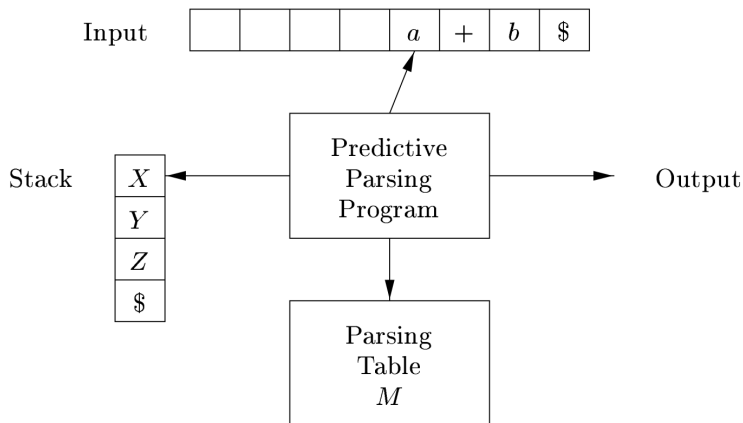 Input a + b $
Predictive
Parsing
Program
Stack
X
Y
Z
$
Output
Parsing
Table
M